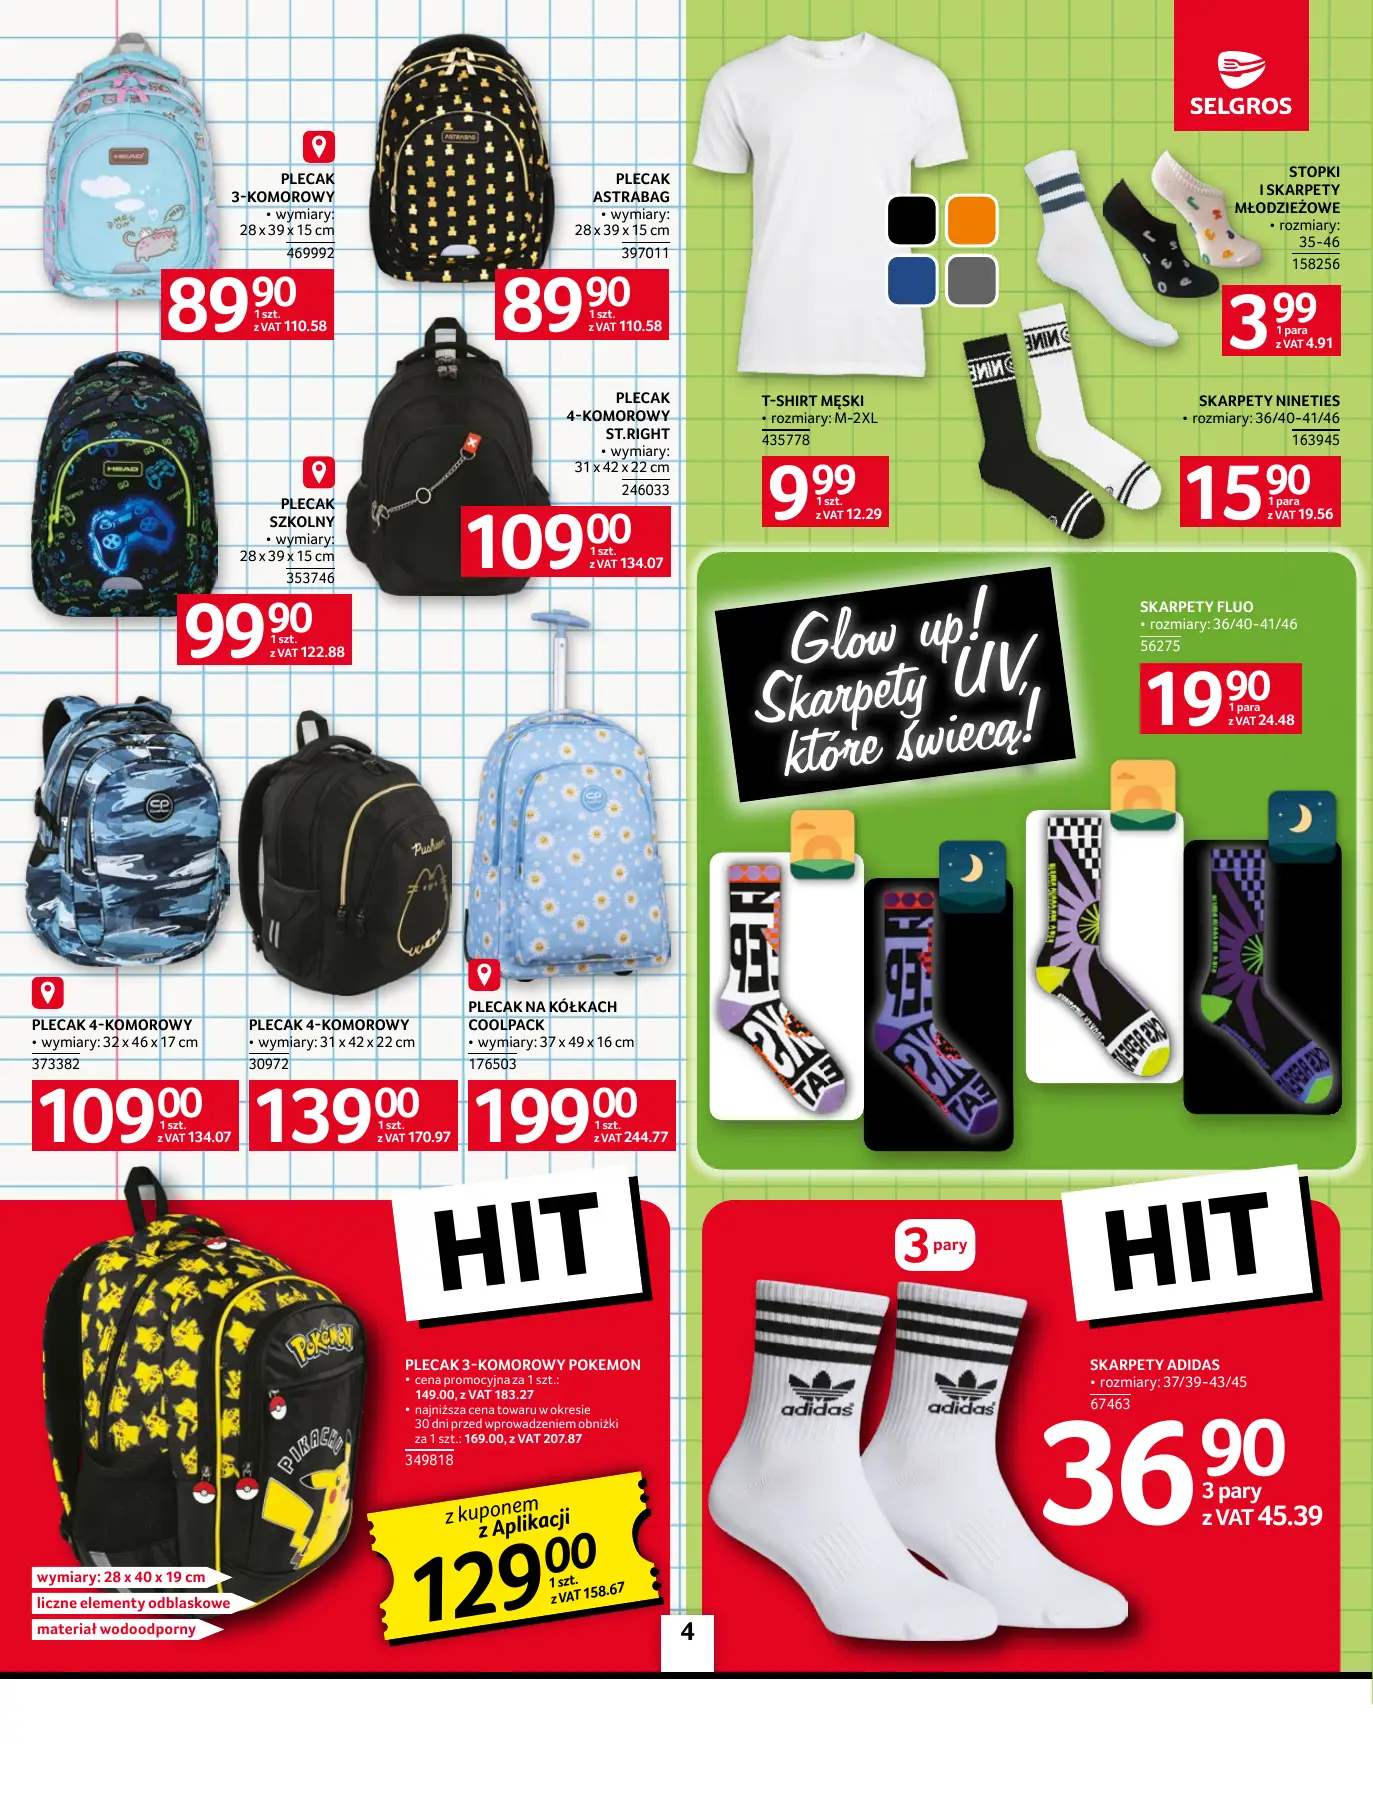 SELGROS
PLECAK
3-KOMOROWY
• wymiary:
28 x 39 x 15 cm
469992
89 90
1 szt.
z VAT 110.58
HEAD
PLECAK
ASTRABAG
• wymiary:
28 x 39 x 15 cm
397011
89 90
1 szt.
z VAT 110.58
ASTRABAG
PLECAK
SZKOLNY
• wymiary:
28 x 39 x 15 cm
353746
99 90
1 szt.
z VAT 122.88
HEAD
PLECAK
4-KOMOROWY
ST.RIGHT
• wymiary:
31 x 42 x 22 cm
246033
109 00
1 szt.
z VAT 134.07
CP
PLECAK 4-KOMOROWY
• wymiary: 32 x 46 x 17 cm
373382
109 00
1 szt.
z VAT 134.07
Pusheen
PLECAK 4-KOMOROWY
• wymiary: 31 x 42 x 22 cm
30972
139 00
1 szt.
z VAT 170.97
CP
PLECAK NA KÓŁKACH
COOLPACK
• wymiary: 37 x 49 x 16 cm
176503
199 00
1 szt.
z VAT 244.77
HIT
POKÉMON
PIKACHU
PLECAK 3-KOMOROWY POKEMON
• cena promocyjna za 1 szt.:
149.00, z VAT 183.27
• najniższa cena towaru w okresie
30 dni przed wprowadzeniem obniżki
za 1 szt.: 169.00, z VAT 207.87
349818
z kuponem
z Aplikacji
129 00
1 szt.
z VAT 158.67
wymiary: 28 x 40 x 19 cm
liczne elementy odblaskowe
materiał wodoodporny
T-SHIRT MĘSKI
• rozmiary: M-2XL
435778
9 99
1 szt.
z VAT 12.29
STOPKI
I SKARPETY
MŁODZIEŻOWE
• rozmiary:
35-46
158256
3 99
1 para
z VAT 4.91
SKARPETY NINETIES
• rozmiary: 36/40-41/46
163945
15 90
1 para
z VAT 19.56
Glow up!
Skarpety UV,
które świecą!
SKARPETY FLUO
• rozmiary: 36/40-41/46
56275
19 90
1 para
z VAT 24.48
HIT
3 pary
adidas
adidas
SKARPETY ADIDAS
• rozmiary: 37/39-43/45
67463
36 90
3 pary
z VAT 45.39
4